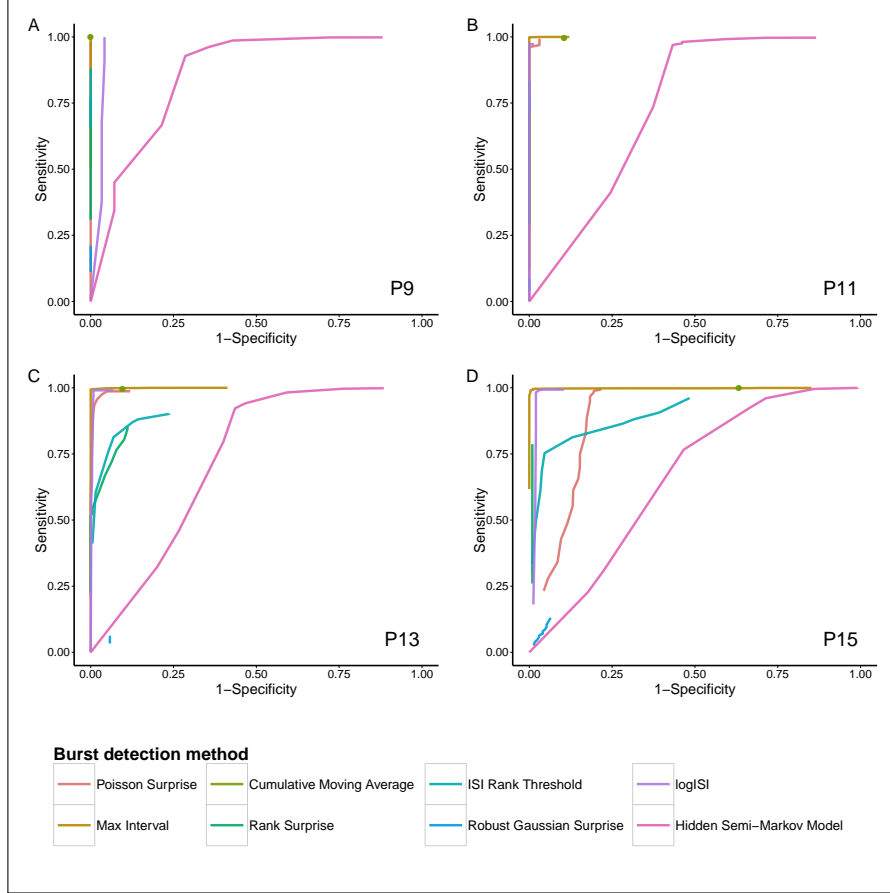 A
1.00
0.75
0.50
0.25
0.00
Sensitivity
P9
0.00 0.25 0.50 0.75 1.00
1−Specificity
B
1.00
0.75
0.50
0.25
0.00
Sensitivity
P11
0.00 0.25 0.50 0.75 1.00
1−Specificity
C
1.00
0.75
0.50
0.25
0.00
Sensitivity
P13
0.00 0.25 0.50 0.75 1.00
1−Specificity
D
1.00
0.75
0.50
0.25
0.00
Sensitivity
P15
0.00 0.25 0.50 0.75 1.00
1−Specificity
Burst detection method
Poisson Surprise Cumulative Moving Average ISI Rank Threshold logISI
Max Interval Rank Surprise Robust Gaussian Surprise Hidden Semi−Markov Model